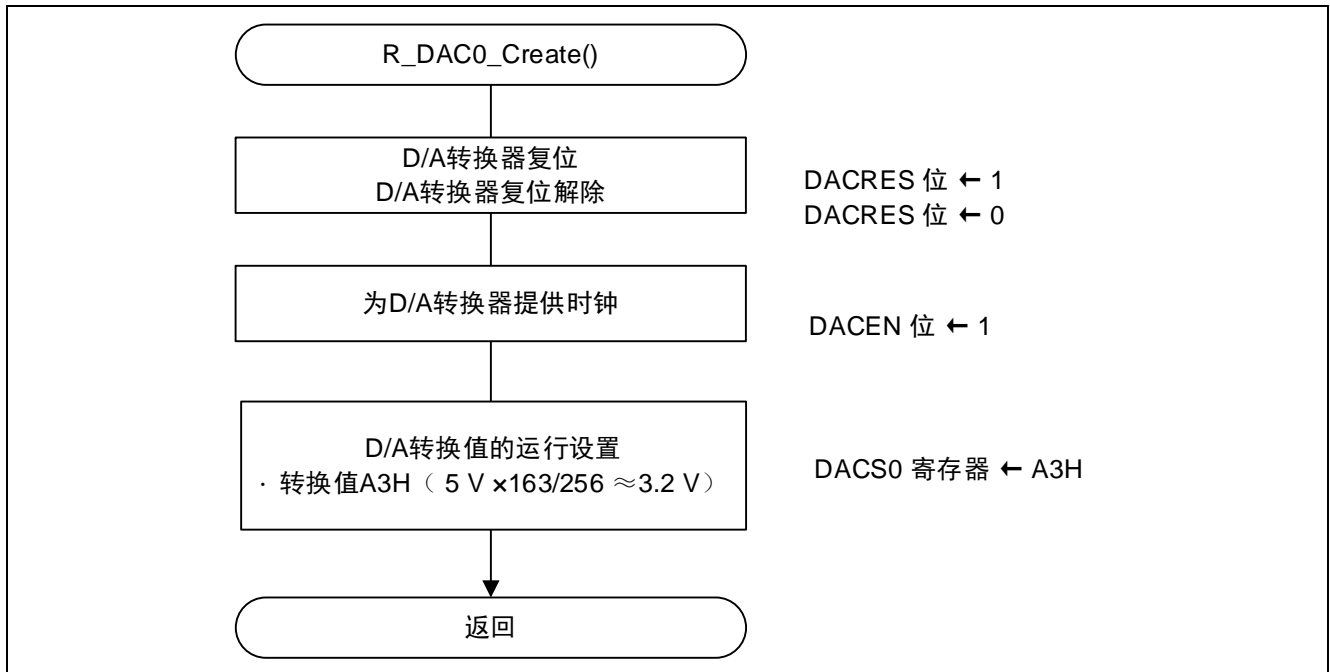 R_DAC0_Create()
D/A转换器复位
D/A转换器复位解除
DACRES 位 ← 1
DACRES 位 ← 0
为D/A转换器提供时钟
DACEN 位 ← 1
D/A转换值的运行设置
· 转换值A3H（ 5 V ×163/256 ≈3.2 V）
DACS0 寄存器 ← A3H
返回